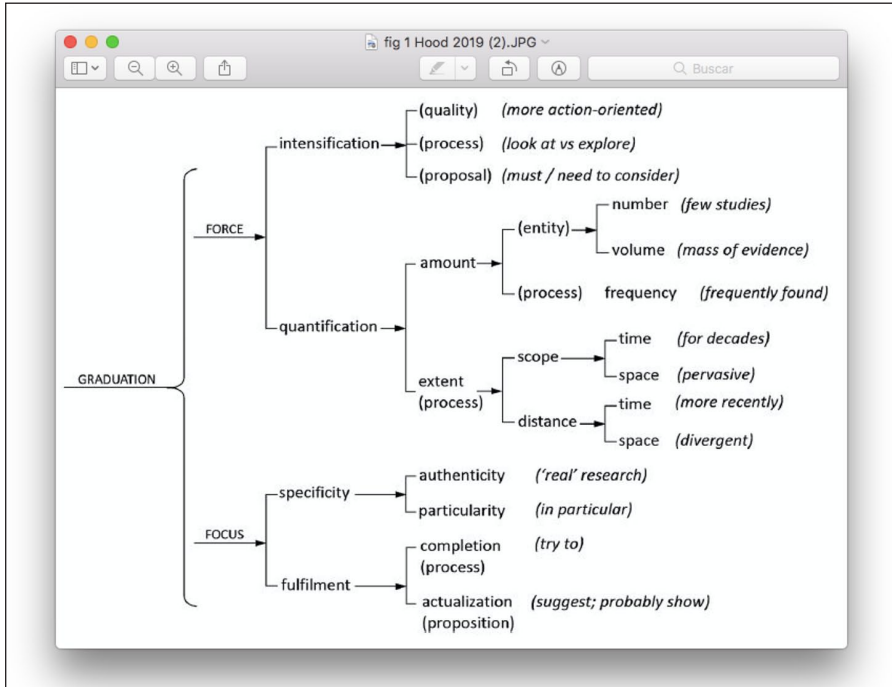 fig 1 Hood 2019 (2).JPG
Buscar
(quality) (more action-oriented)
intensification (process) (look at vs explore)
(proposal) (must / need to consider)
FORCE
number (few studies)
(entity)
volume (mass of evidence)
amount
(process) frequency (frequently found)
quantification
time (for decades)
scope
space (pervasive)
extent
(process)
time (more recently)
distance
space (divergent)
GRADUATION
authenticity ('real' research)
specificity
particularity (in particular)
FOCUS
completion (try to)
(process)
fulfilment
actualization (suggest; probably show)
(proposition)